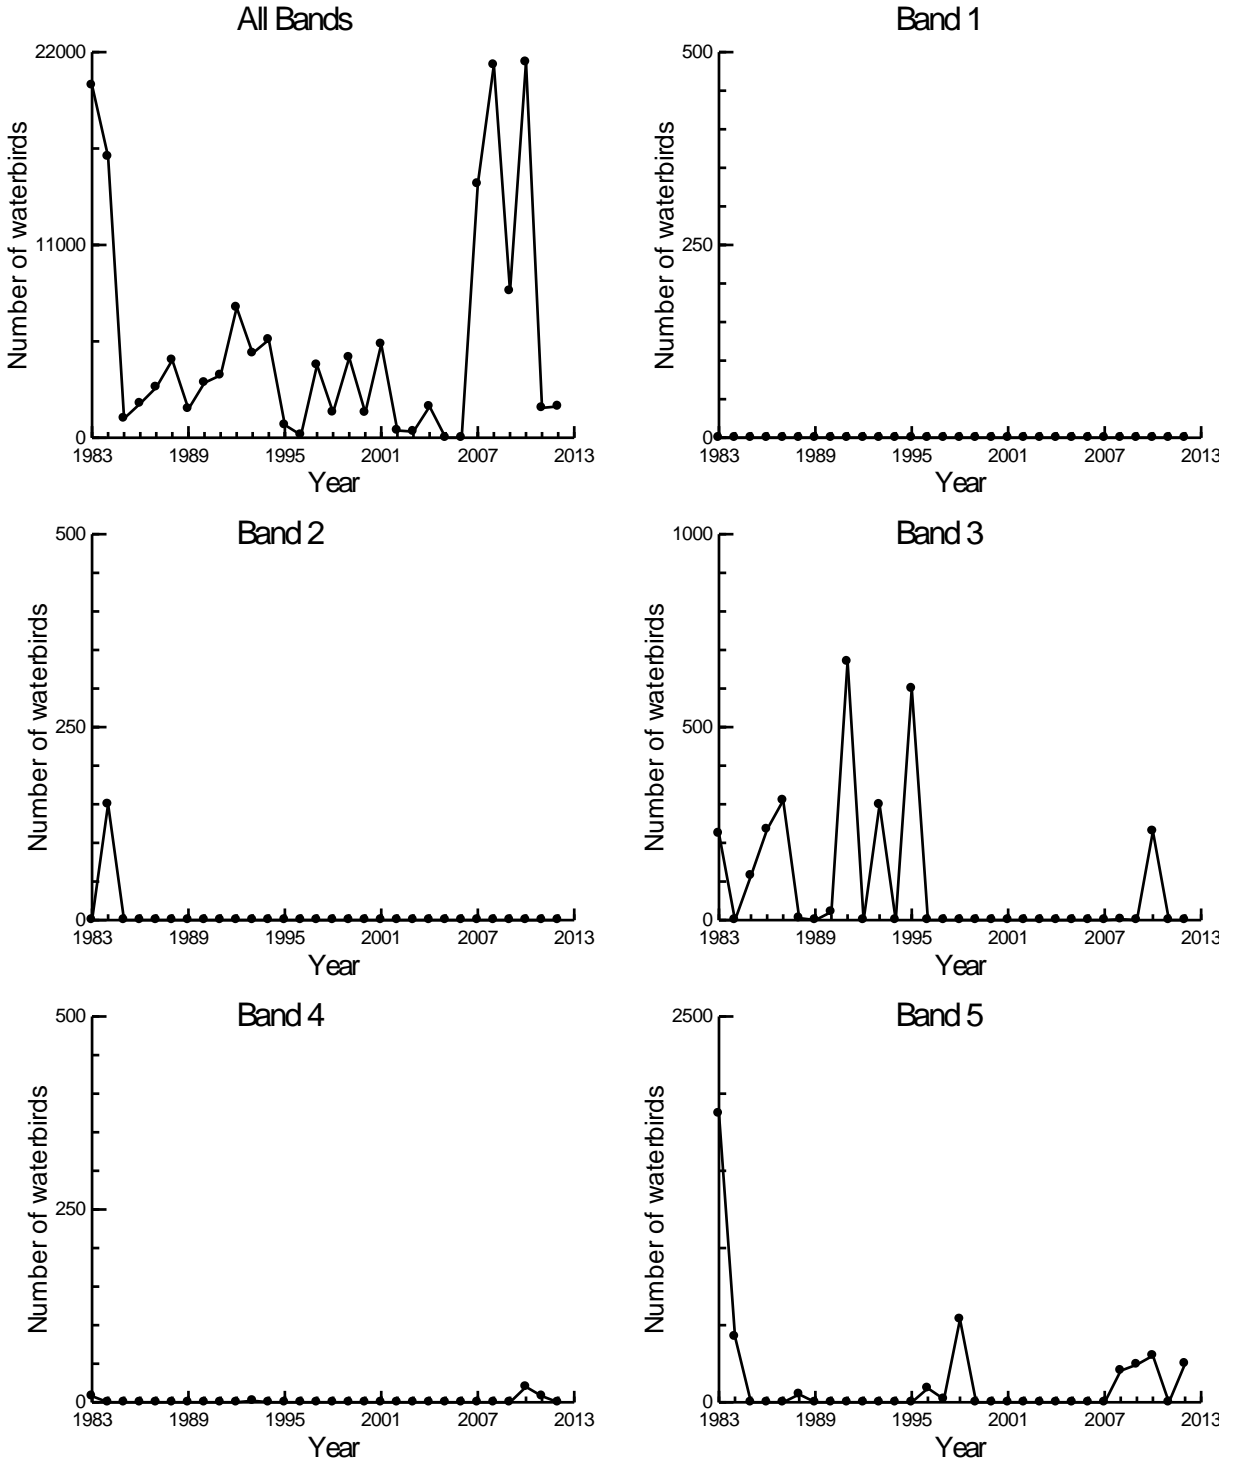 All Bands
22000
11000
0
Number of waterbirds
1983 1989 1995 2001 2007 2013
Year
Band 1
500
250
0
Number of waterbirds
1983 1989 1995 2001 2007 2013
Year
Band 2
500
250
0
Number of waterbirds
1983 1989 1995 2001 2007 2013
Year
Band 3
1000
500
0
Number of waterbirds
1983 1989 1995 2001 2007 2013
Year
Band 4
500
250
0
Number of waterbirds
1983 1989 1995 2001 2007 2013
Year
Band 5
2500
0
Number of waterbirds
1983 1989 1995 2001 2007 2013
Year